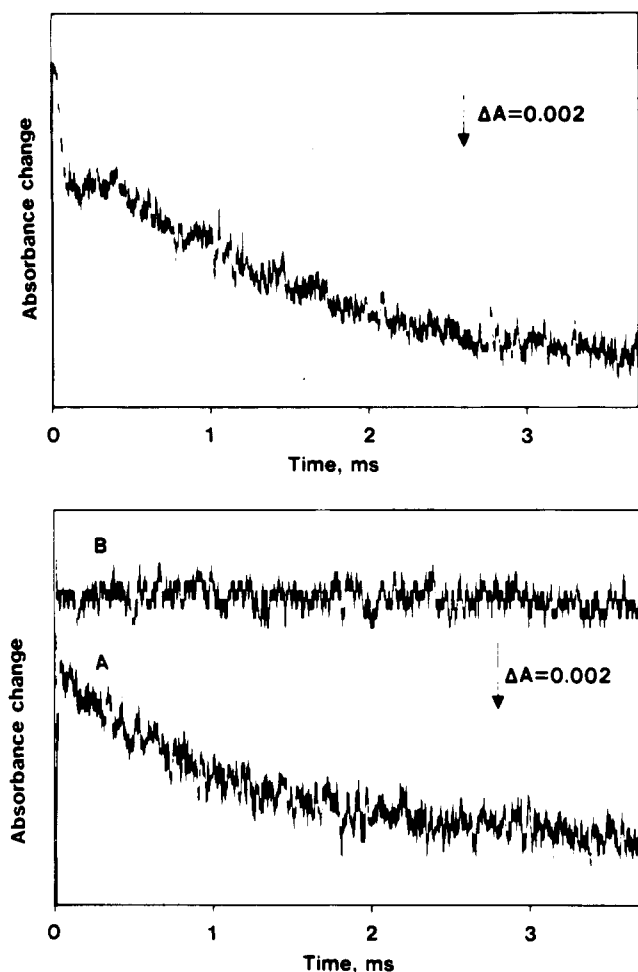 Absorbance change
ΔA=0.002
0 1 2 3
Time, ms
B
A
Absorbance change
ΔA=0.002
0 1 2 3
Time, ms